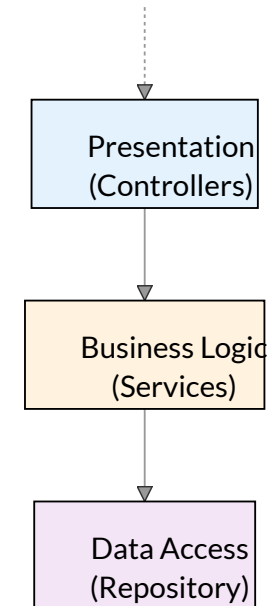 Presentation
(Controllers)
Business Logic
(Services)
Data Access
(Repository)